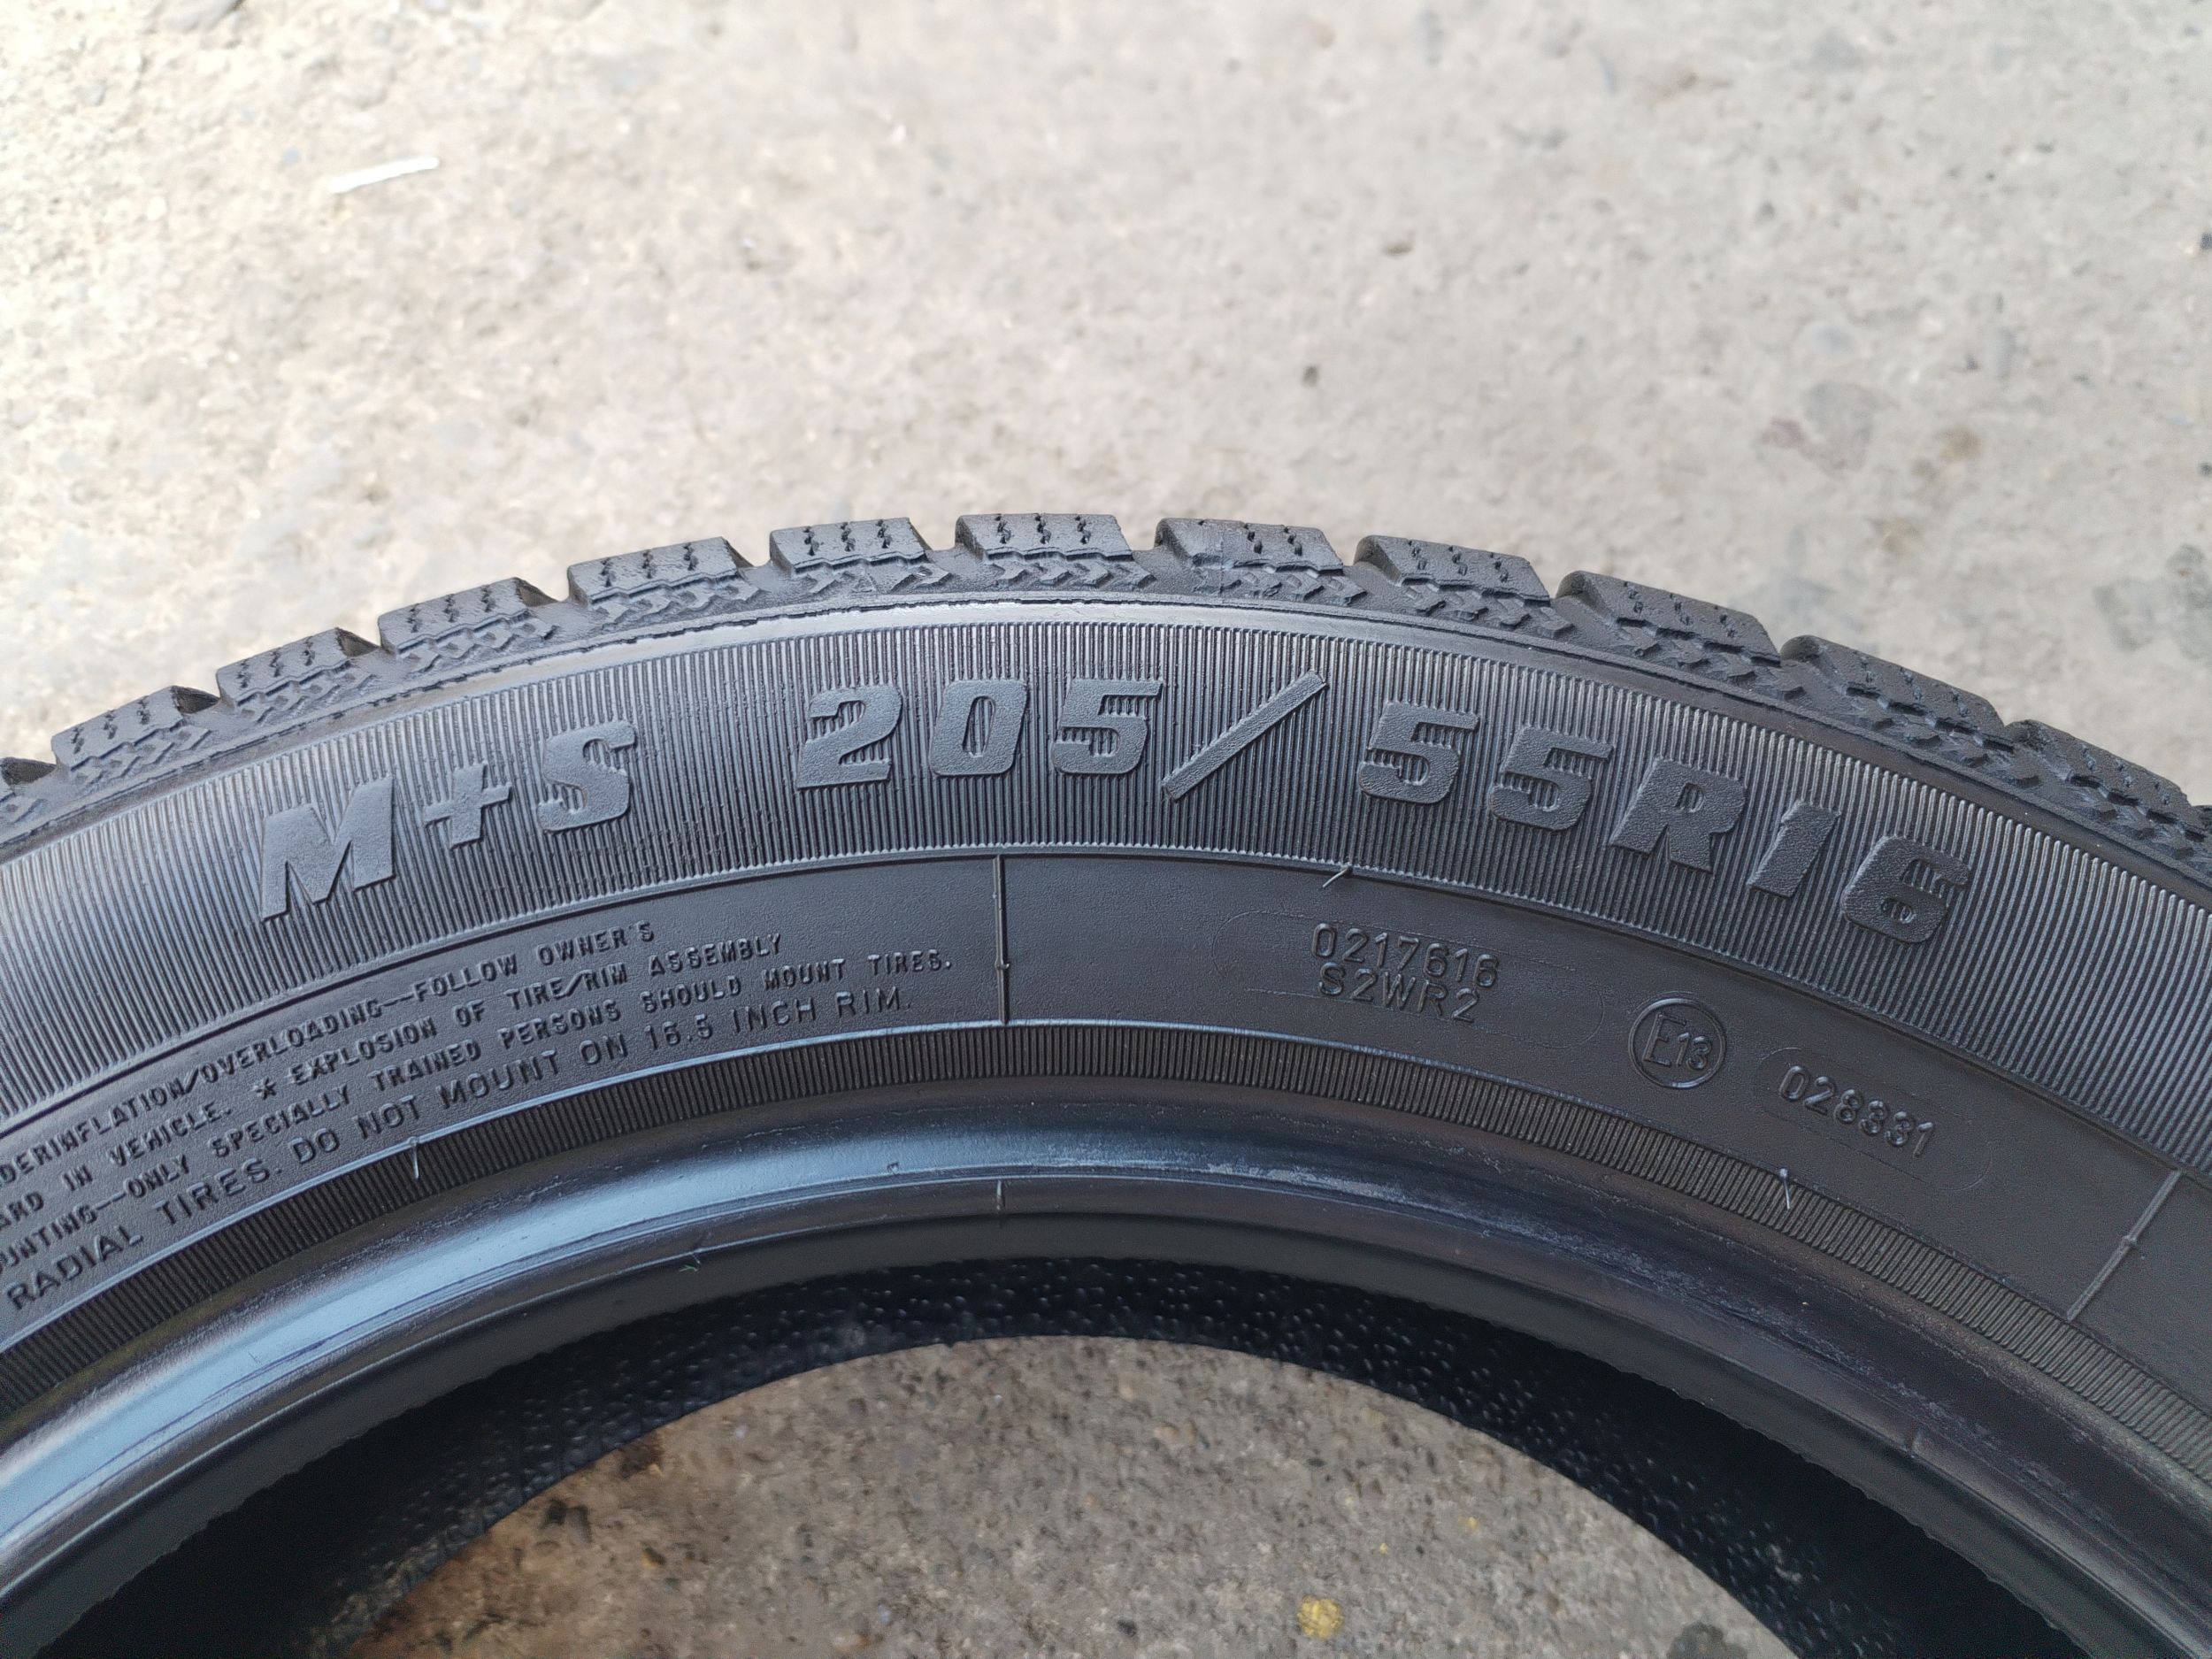 M+S 205/55R16
DERINFLATION/OVERLOADING--FOLLOW OWNER'S
ARD IN VEHICLE. * EXPLOSION OF TIRE/RIM ASSEMBLY
OUNTING--ONLY SPECIALLY TRAINED PERSONS SHOULD MOUNT TIRES.
RADIAL TIRES. DO NOT MOUNT ON 16.5 INCH RIM.
0217616
S2WR2
E13
028331